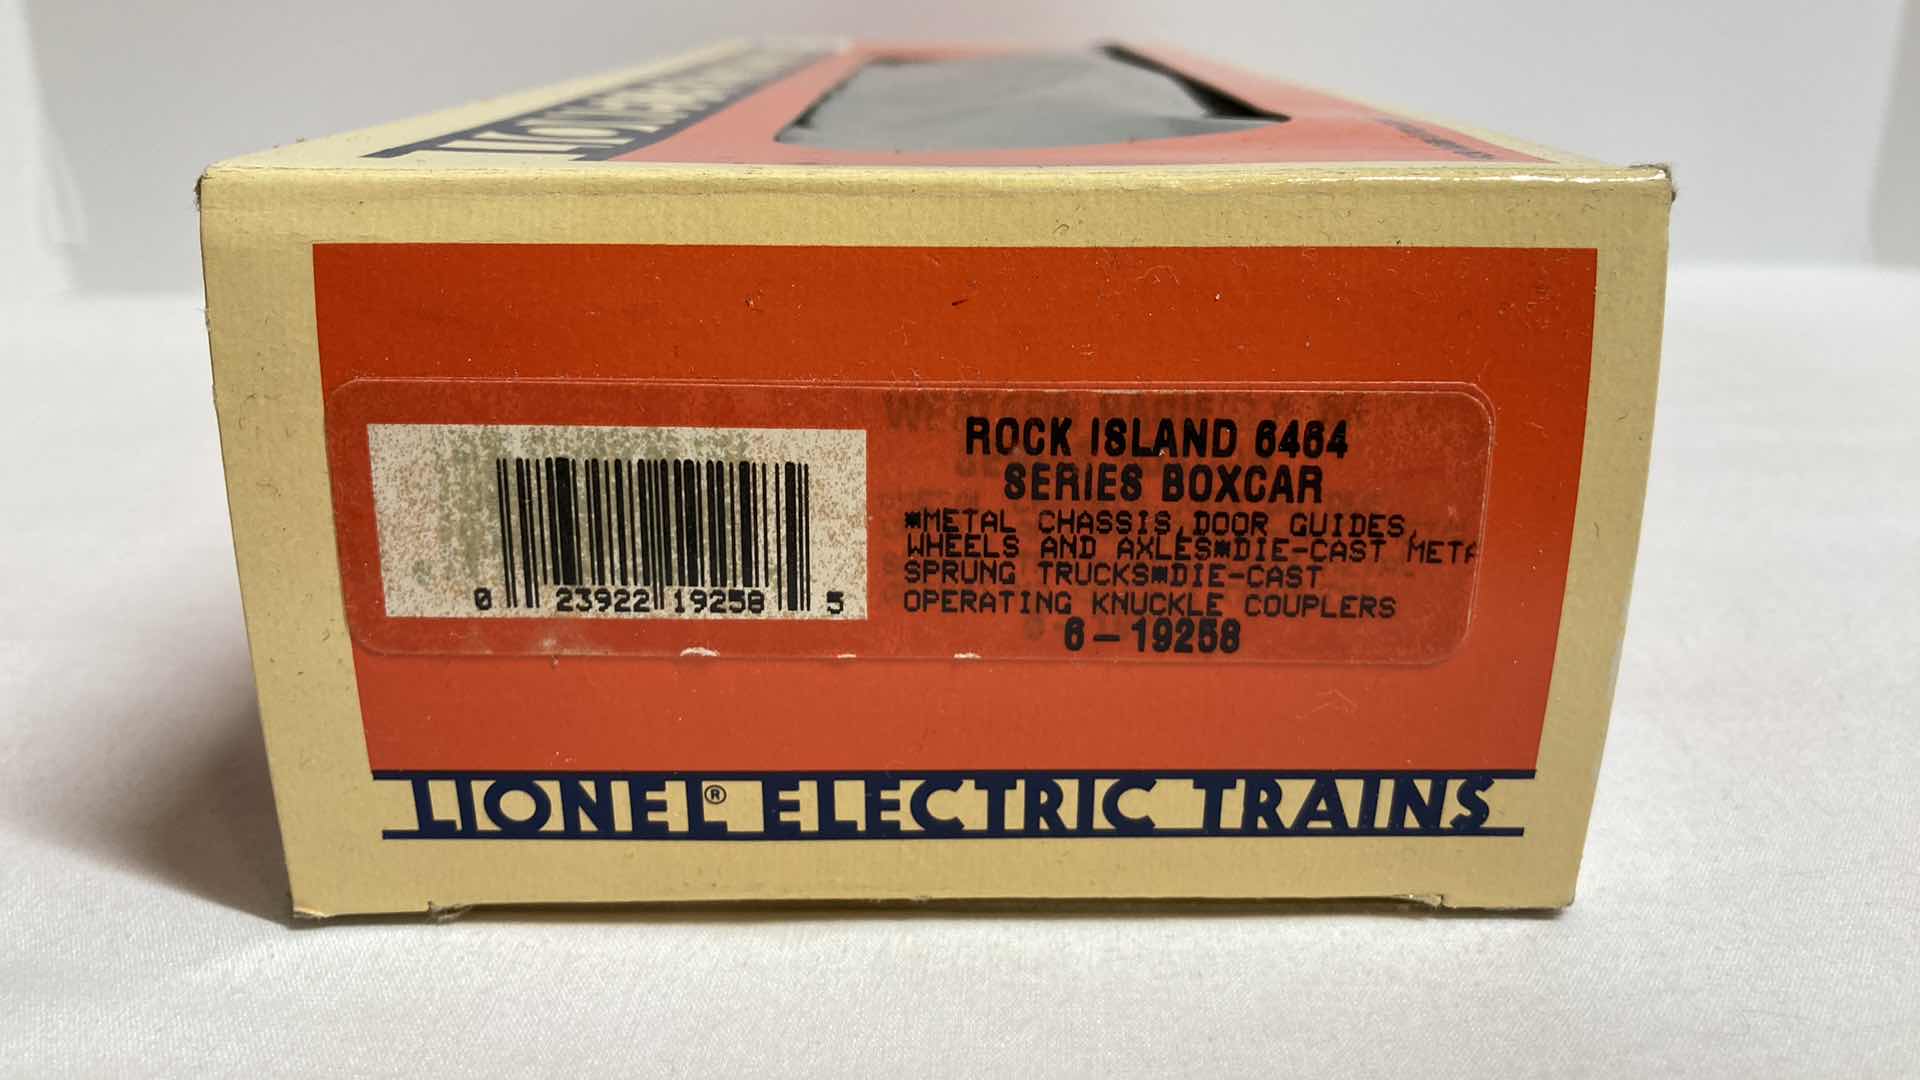 ROCK ISLAND 6464
SERIES BOXCAR
*METAL CHASSIS,DOOR GUIDES,
WHEELS AND AXLES*DIE-CAST META
SPRUNG TRUCKS*DIE-CAST
OPERATING KNUCKLE COUPLERS
6-19258
0 23922 19258 5
LIONEL® ELECTRIC TRAINS